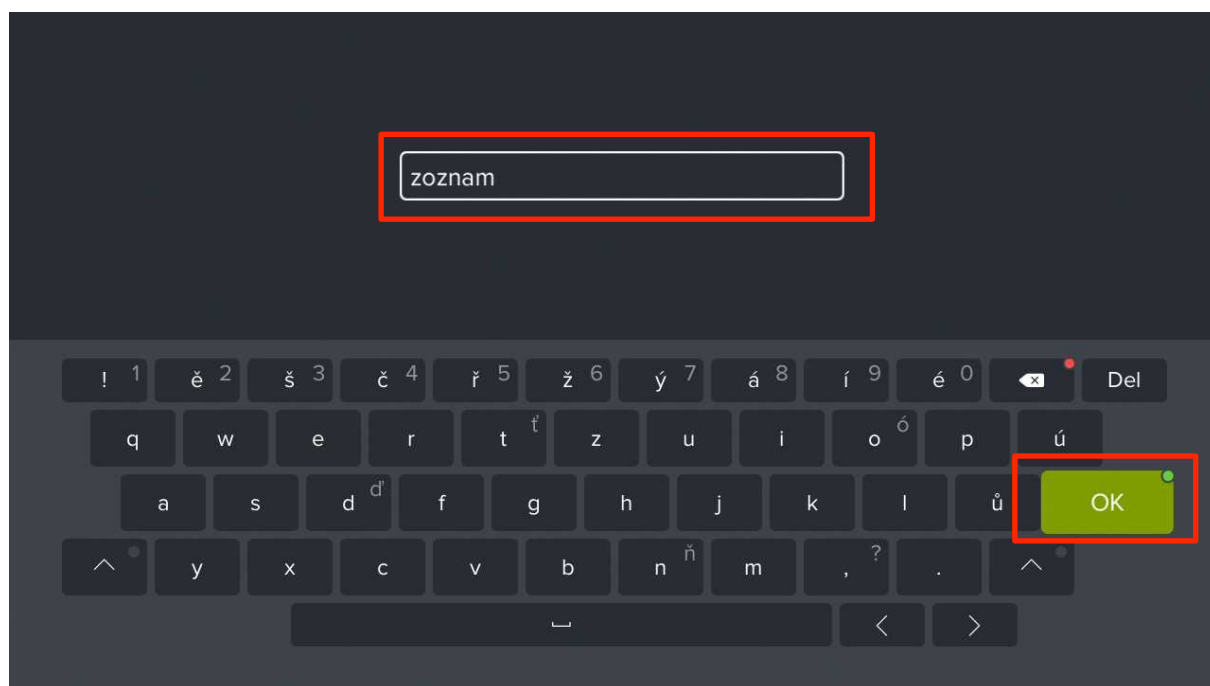 zoznam
! 1 ě 2 š 3 č 4 ř 5 ž 6 ý 7 á 8 í 9 é 0 Del
q w e r t ť z u i o ó p ú
a s d ď f g h j k l ů OK
y x c v b n ň m , ? .